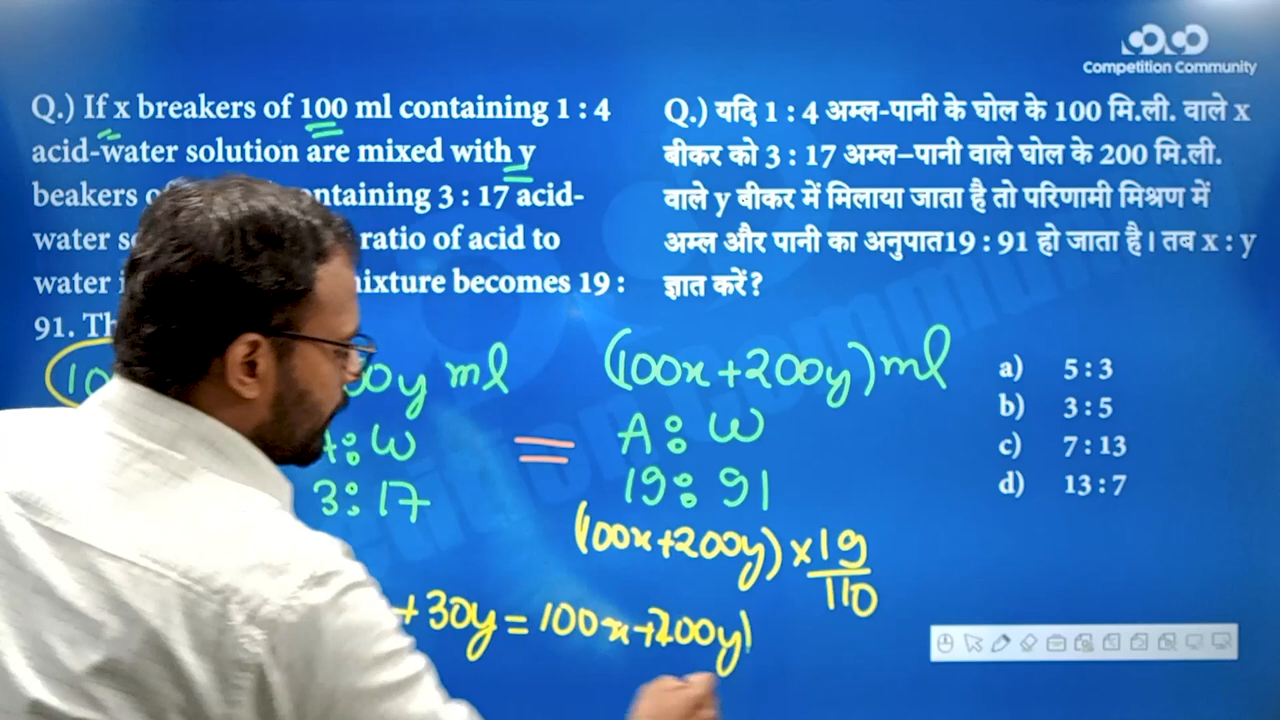 Competition Community
Q.) If x breakers of 100 ml containing 1 : 4
acid-water solution are mixed with y
beakers containing 3 : 17 acid-
water ratio of acid to
water mixture becomes 19 :
91.
Q.) यदि 1 : 4 अम्ल-पानी के घोल के 100 मि.ली. वाले x
बीकर को 3 : 17 अम्ल–पानी वाले घोल के 200 मि.ली.
वाले y बीकर में मिलाया जाता है तो परिणामी मिश्रण में
अम्ल और पानी का अनुपात19 : 91 हो जाता है। तब x : y
ज्ञात करें?
a) 5 : 3
b) 3 : 5
c) 7 : 13
d) 13 : 7
y ml (100x+200y) ml
: W = A : W
3 : 17 19 : 91
(100x+200y) × 19/110
+ 30y = 100x+200y)